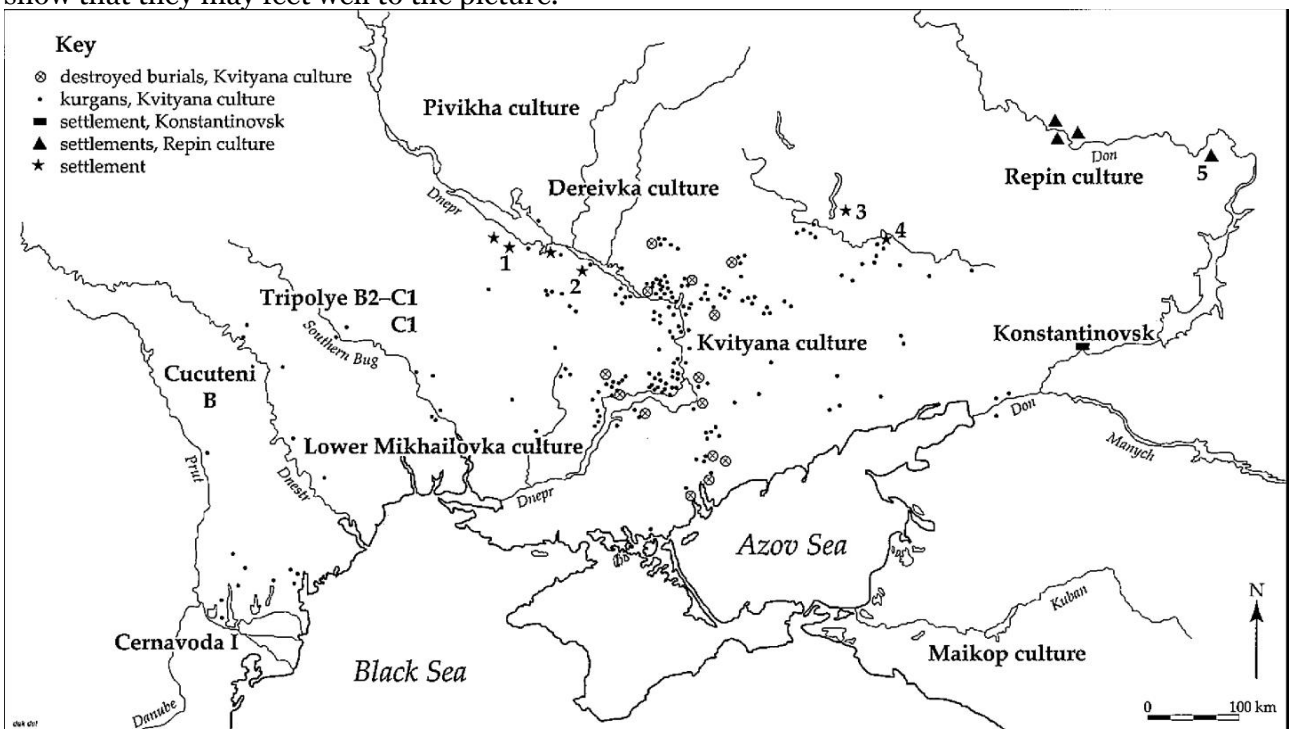 show that they may feet well to the picture.
Key
destroyed burials, Kvityana culture
kurgans, Kvityana culture
settlement, Konstantinovsk
settlements, Repin culture
settlement
Pivikha culture
Dereivka culture
Repin culture
Don
5
3
4
Dnepr
1
2
Tripolye B2–C1
C1
Southern Bug
Kvityana culture
Konstantinovsk
Cucuteni
B
Lower Mikhailovka culture
Don
Manych
Prut
Dnestr
Dnepr
Azov Sea
N
Kuban
Cernavoda I
Maikop culture
Black Sea
Danube
0 100 km